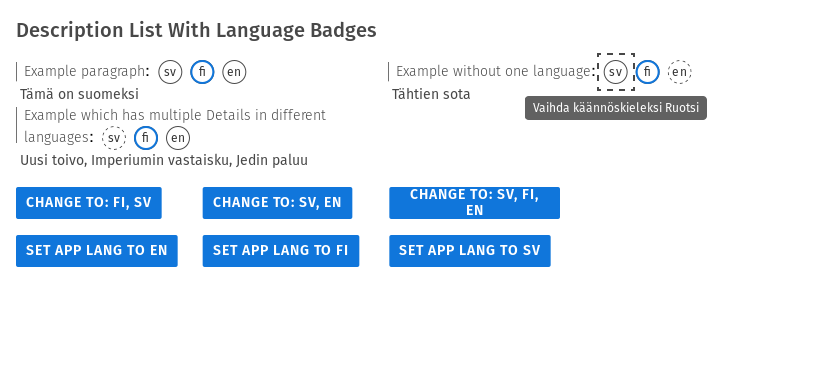 Description List With Language Badges
Example paragraph: sv fi en
Tämä on suomeksi
Example which has multiple Details in different
languages: sv fi en
Uusi toivo, Imperiumin vastaisku, Jedin paluu
Example without one language: sv fi en
Tähtien sota
Vaihda käännöskieleksi Ruotsi
CHANGE TO: FI, SV
CHANGE TO: SV, EN
CHANGE TO: SV, FI,
EN
SET APP LANG TO EN
SET APP LANG TO FI
SET APP LANG TO SV